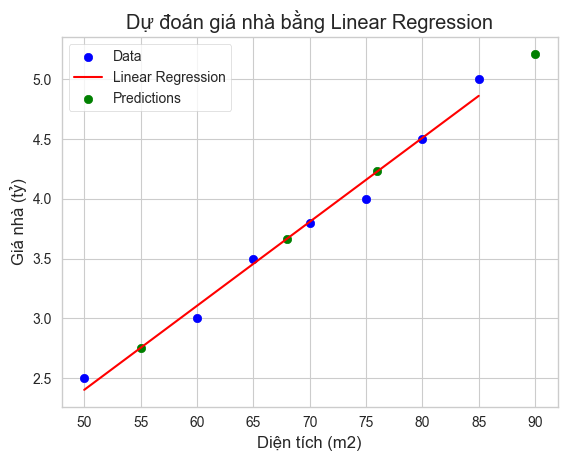 Dự đoán giá nhà bằng Linear Regression
Data
Linear Regression
Predictions
Giá nhà (tỷ)
5.0
4.5
4.0
3.5
3.0
2.5
50 55 60 65 70 75 80 85 90
Diện tích (m2)